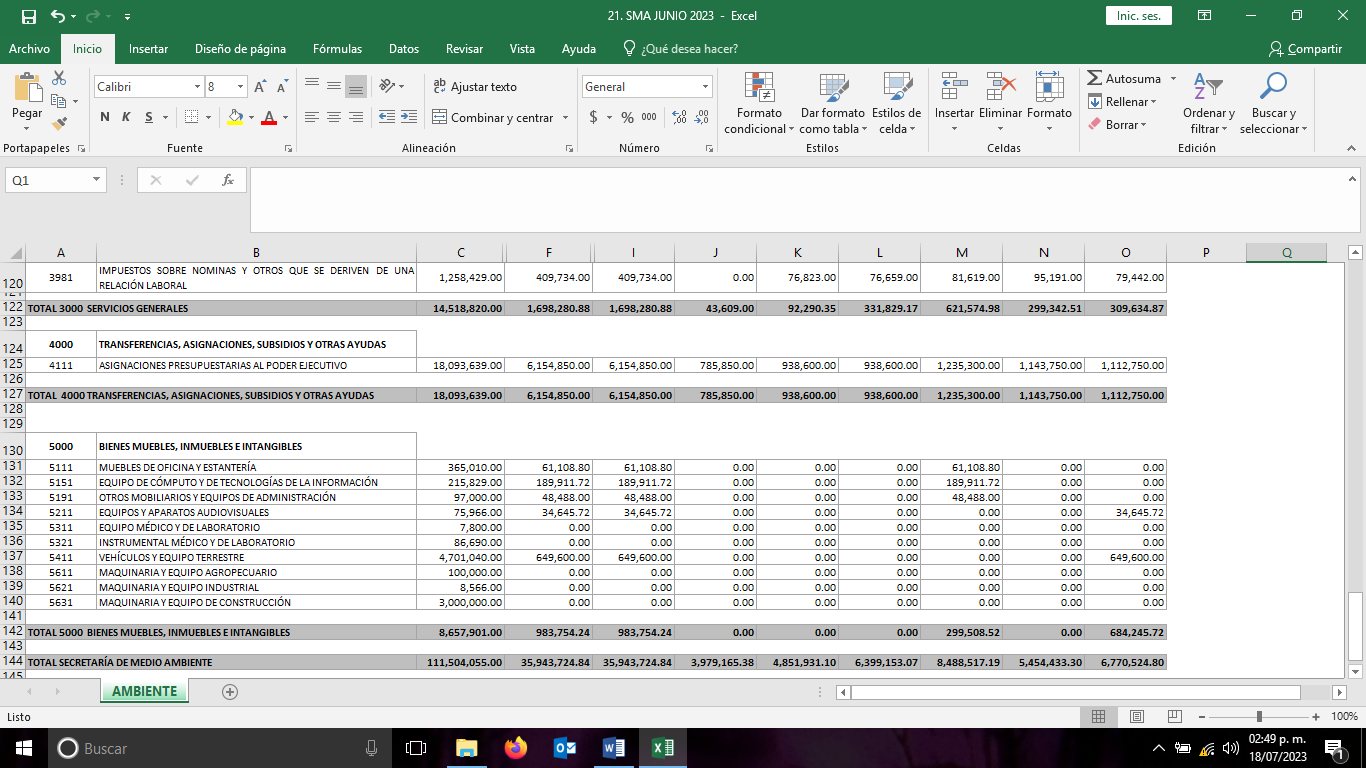 21. SMA JUNIO 2023 - Excel
Inic. ses.
Archivo Inicio Insertar Diseño de página Fórmulas Datos Revisar Vista Ayuda ¿Qué desea hacer? Compartir
Pegar
Calibri 8
N K S
Ajustar texto
Combinar y centrar
General
$ % 000
Formato condicional
Dar formato como tabla
Estilos de celda
Insertar Eliminar Formato
Autosuma
Rellenar
Borrar
Ordenar y filtrar
Buscar y seleccionar
Portapapeles Fuente Alineación Número Estilos Celdas Edición
Q1 fx
A B C F I J K L M N O P Q
120 3981 IMPUESTOS SOBRE NOMINAS Y OTROS QUE SE DERIVEN DE UNA RELACIÓN LABORAL 1,258,429.00 409,734.00 409,734.00 0.00 76,823.00 76,659.00 81,619.00 95,191.00 79,442.00
121
122 TOTAL 3000 SERVICIOS GENERALES 14,518,820.00 1,698,280.88 1,698,280.88 43,609.00 92,290.35 331,829.17 621,574.98 299,342.51 309,634.87
123
124 4000 TRANSFERENCIAS, ASIGNACIONES, SUBSIDIOS Y OTRAS AYUDAS
125 4111 ASIGNACIONES PRESUPUESTARIAS AL PODER EJECUTIVO 18,093,639.00 6,154,850.00 6,154,850.00 785,850.00 938,600.00 938,600.00 1,235,300.00 1,143,750.00 1,112,750.00
126
127 TOTAL 4000 TRANSFERENCIAS, ASIGNACIONES, SUBSIDIOS Y OTRAS AYUDAS 18,093,639.00 6,154,850.00 6,154,850.00 785,850.00 938,600.00 938,600.00 1,235,300.00 1,143,750.00 1,112,750.00
128
129
130 5000 BIENES MUEBLES, INMUEBLES E INTANGIBLES
131 5111 MUEBLES DE OFICINA Y ESTANTERÍA 365,010.00 61,108.80 61,108.80 0.00 0.00 0.00 61,108.80 0.00 0.00
132 5151 EQUIPO DE CÓMPUTO Y DE TECNOLOGÍAS DE LA INFORMACIÓN 215,829.00 189,911.72 189,911.72 0.00 0.00 0.00 189,911.72 0.00 0.00
133 5191 OTROS MOBILIARIOS Y EQUIPOS DE ADMINISTRACIÓN 97,000.00 48,488.00 48,488.00 0.00 0.00 0.00 48,488.00 0.00 0.00
134 5211 EQUIPOS Y APARATOS AUDIOVISUALES 75,966.00 34,645.72 34,645.72 0.00 0.00 0.00 0.00 0.00 34,645.72
135 5311 EQUIPO MÉDICO Y DE LABORATORIO 7,800.00 0.00 0.00 0.00 0.00 0.00 0.00 0.00 0.00
136 5321 INSTRUMENTAL MÉDICO Y DE LABORATORIO 86,690.00 0.00 0.00 0.00 0.00 0.00 0.00 0.00 0.00
137 5411 VEHÍCULOS Y EQUIPO TERRESTRE 4,701,040.00 649,600.00 649,600.00 0.00 0.00 0.00 0.00 0.00 649,600.00
138 5611 MAQUINARIA Y EQUIPO AGROPECUARIO 100,000.00 0.00 0.00 0.00 0.00 0.00 0.00 0.00 0.00
139 5621 MAQUINARIA Y EQUIPO INDUSTRIAL 8,566.00 0.00 0.00 0.00 0.00 0.00 0.00 0.00 0.00
140 5631 MAQUINARIA Y EQUIPO DE CONSTRUCCIÓN 3,000,000.00 0.00 0.00 0.00 0.00 0.00 0.00 0.00 0.00
141
142 TOTAL 5000 BIENES MUEBLES, INMUEBLES E INTANGIBLES 8,657,901.00 983,754.24 983,754.24 0.00 0.00 0.00 299,508.52 0.00 684,245.72
143
144 TOTAL SECRETARÍA DE MEDIO AMBIENTE 111,504,055.00 35,943,724.84 35,943,724.84 3,979,165.38 4,851,931.10 6,399,153.07 8,488,517.19 5,454,433.30 6,770,524.80
145
AMBIENTE
Listo 100%
Buscar
02:49 p. m.
18/07/2023
1